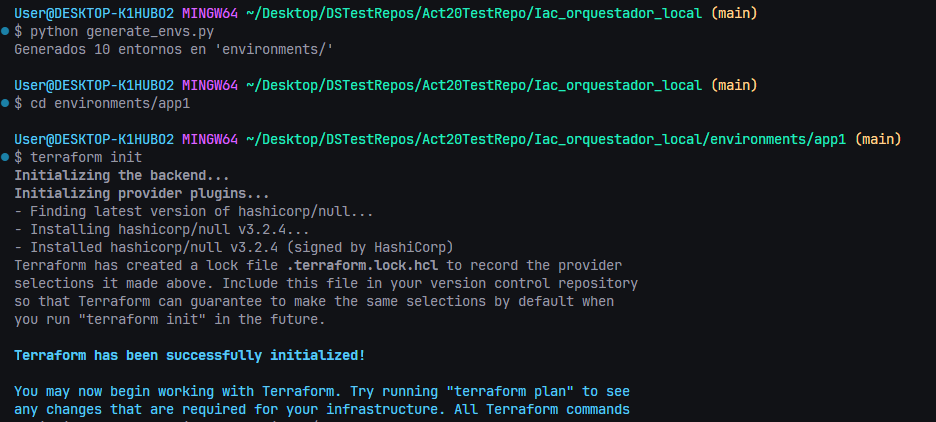 User@DESKTOP-K1HUBO2 MINGW64 ~/Desktop/DSTestRepos/Act20TestRepo/Iac_orquestador_local (main)
$ python generate_envs.py
Generados 10 entornos en 'environments/'
User@DESKTOP-K1HUBO2 MINGW64 ~/Desktop/DSTestRepos/Act20TestRepo/Iac_orquestador_local (main)
$ cd environments/app1
User@DESKTOP-K1HUBO2 MINGW64 ~/Desktop/DSTestRepos/Act20TestRepo/Iac_orquestador_local/environments/app1 (main)
$ terraform init
Initializing the backend...
Initializing provider plugins...
- Finding latest version of hashicorp/null...
- Installing hashicorp/null v3.2.4...
- Installed hashicorp/null v3.2.4 (signed by HashiCorp)
Terraform has created a lock file .terraform.lock.hcl to record the provider
selections it made above. Include this file in your version control repository
so that Terraform can guarantee to make the same selections by default when
you run "terraform init" in the future.
Terraform has been successfully initialized!
You may now begin working with Terraform. Try running "terraform plan" to see
any changes that are required for your infrastructure. All Terraform commands